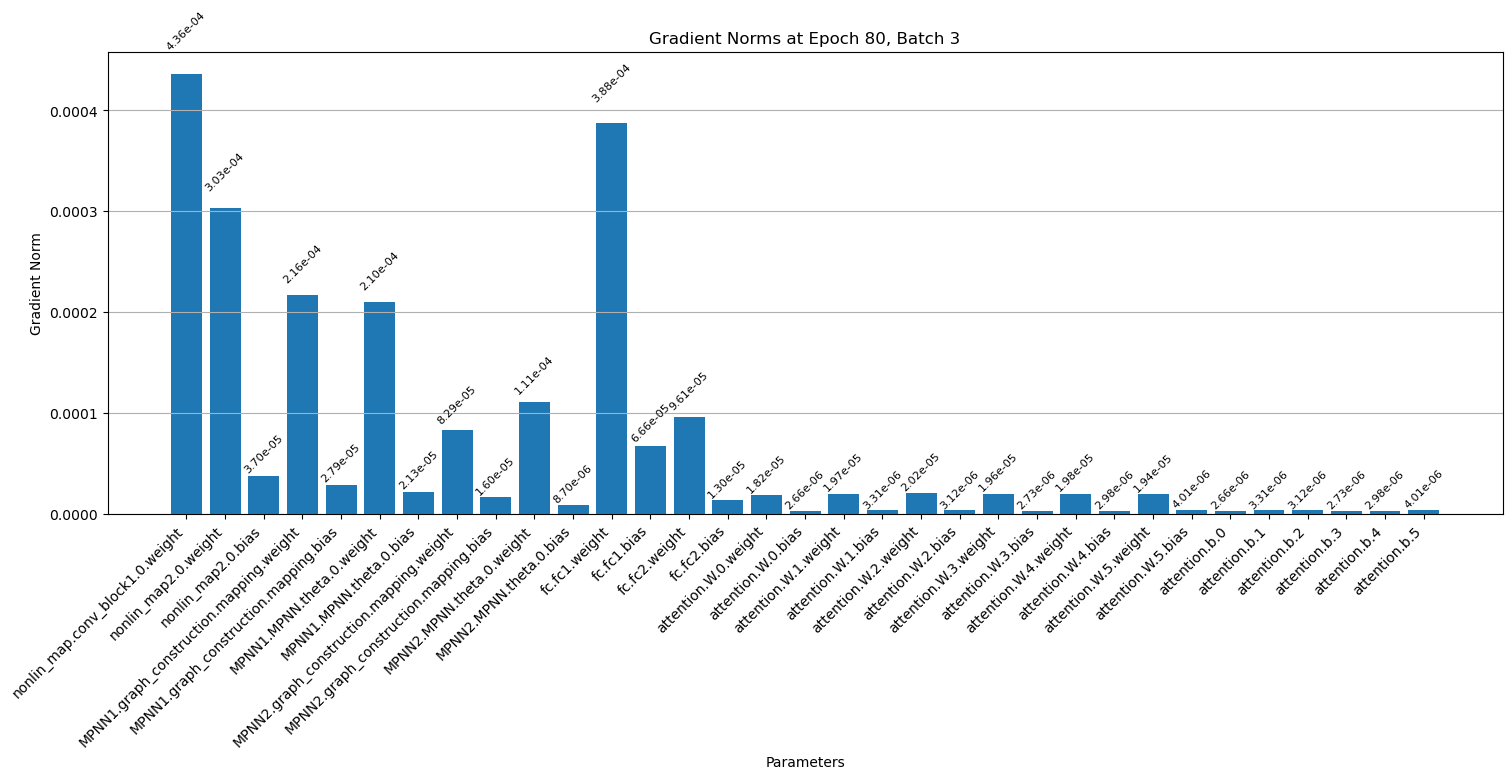 Gradient Norms at Epoch 80, Batch 3
Gradient Norm
0.0004
0.0003
0.0002
0.0001
0.0000
4.36e-04
3.03e-04
3.70e-05
2.16e-04
2.79e-05
2.10e-04
2.13e-05
8.29e-05
1.60e-05
1.11e-04
8.70e-06
3.88e-04
6.66e-05
9.61e-05
1.30e-05
1.82e-05
2.66e-06
1.97e-05
3.31e-06
2.02e-05
3.12e-06
1.96e-05
2.73e-06
1.98e-05
2.98e-06
1.94e-05
4.01e-06
2.66e-06
3.31e-06
3.12e-06
2.73e-06
2.98e-06
4.01e-06
nonlin_map.conv_block1.0.weight
nonlin_map2.0.weight
nonlin_map2.0.bias
MPNN1.graph_construction.mapping.weight
MPNN1.graph_construction.mapping.bias
MPNN1.MPNN.theta.0.weight
MPNN1.MPNN.theta.0.bias
MPNN2.graph_construction.mapping.weight
MPNN2.graph_construction.mapping.bias
MPNN2.MPNN.theta.0.weight
MPNN2.MPNN.theta.0.bias
fc.fc1.weight
fc.fc1.bias
fc.fc2.weight
fc.fc2.bias
attention.W.0.weight
attention.W.0.bias
attention.W.1.weight
attention.W.1.bias
attention.W.2.weight
attention.W.2.bias
attention.W.3.weight
attention.W.3.bias
attention.W.4.weight
attention.W.4.bias
attention.W.5.weight
attention.W.5.bias
attention.b.0
attention.b.1
attention.b.2
attention.b.3
attention.b.4
attention.b.5
Parameters